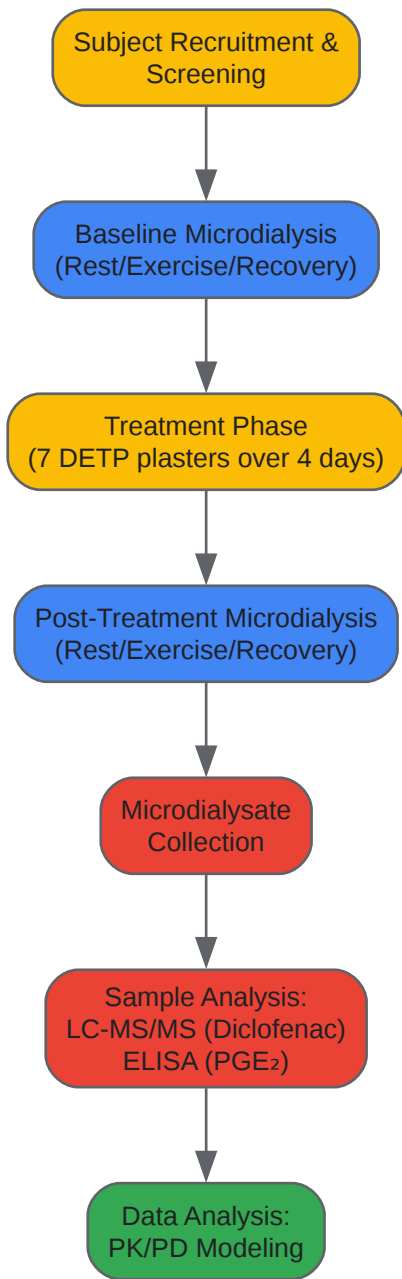 Subject Recruitment &
Screening
Baseline Microdialysis
(Rest/Exercise/Recovery)
Treatment Phase
(7 DETP plasters over 4 days)
Post-Treatment Microdialysis
(Rest/Exercise/Recovery)
Microdialysate
Collection
Sample Analysis:
LC-MS/MS (Diclofenac)
ELISA (PGE₂)
Data Analysis:
PK/PD Modeling